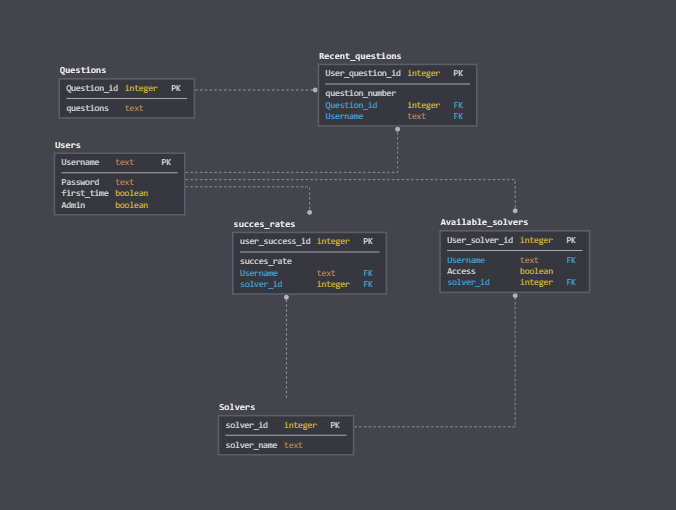 Questions
Question_id integer PK
questions text
Recent_questions
User_question_id integer PK
question_number
Question_id integer FK
Username text FK
Users
Username text PK
Password text
first_time boolean
Admin boolean
succes_rates
user_success_id integer PK
succes_rate
Username text FK
solver_id integer FK
Available_solvers
User_solver_id integer PK
Username text FK
Access boolean
solver_id integer FK
Solvers
solver_id integer PK
solver_name text